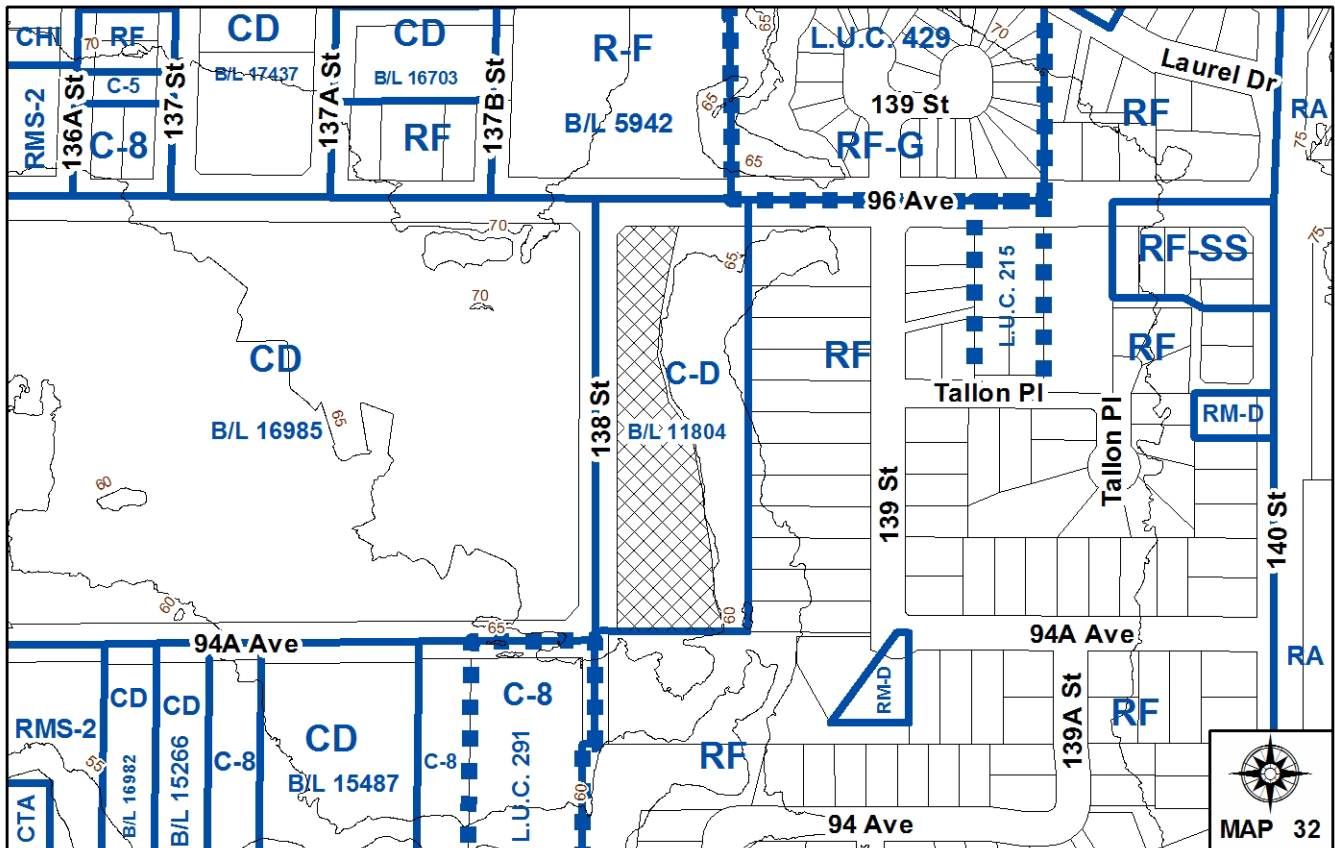 CHI
RF
CD
CD
R-F
L.U.C. 429
Laurel Dr
70
65
70
B/L 17437
B/L 16703
C-5
139 St
RF
RA
RMS-2
136A St
C-8
137 St
137A St
RF
137B St
B/L 5942
65
65
RF-G
75
96 Ave
70
65
L.U.C. 215
RF-SS
75
70
CD
138 St
C-D
RF
RF
Tallon Pl
65
B/L 16985
B/L 11804
Tallon Pl
RM-D
60
139 St
140 St
60
65
60
94A Ave
94A Ave
RMS-2
CD
CD
C-8
RM-D
139A St
RF
RA
B/L 16982
B/L 15266
C-8
CD
C-8
L.U.C. 291
RF
55
B/L 15487
60
CTA
94 Ave
MAP 32